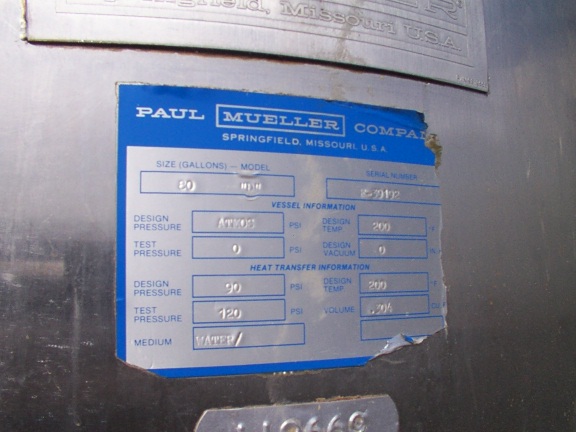 Springfield, Missouri U.S.A.
PAUL MUELLER COMPANY
SPRINGFIELD, MISSOURI, U.S.A.
SIZE (GALLONS) — MODEL SERIAL NUMBER
VESSEL INFORMATION
DESIGN PRESSURE ATMOS PSI DESIGN TEMP 200 °F
TEST PRESSURE 0 PSI DESIGN VACUUM 0
HEAT TRANSFER INFORMATION
DESIGN PRESSURE 90 PSI DESIGN TEMP 200 °F
TEST PRESSURE 120 PSI VOLUME
MEDIUM WATER/